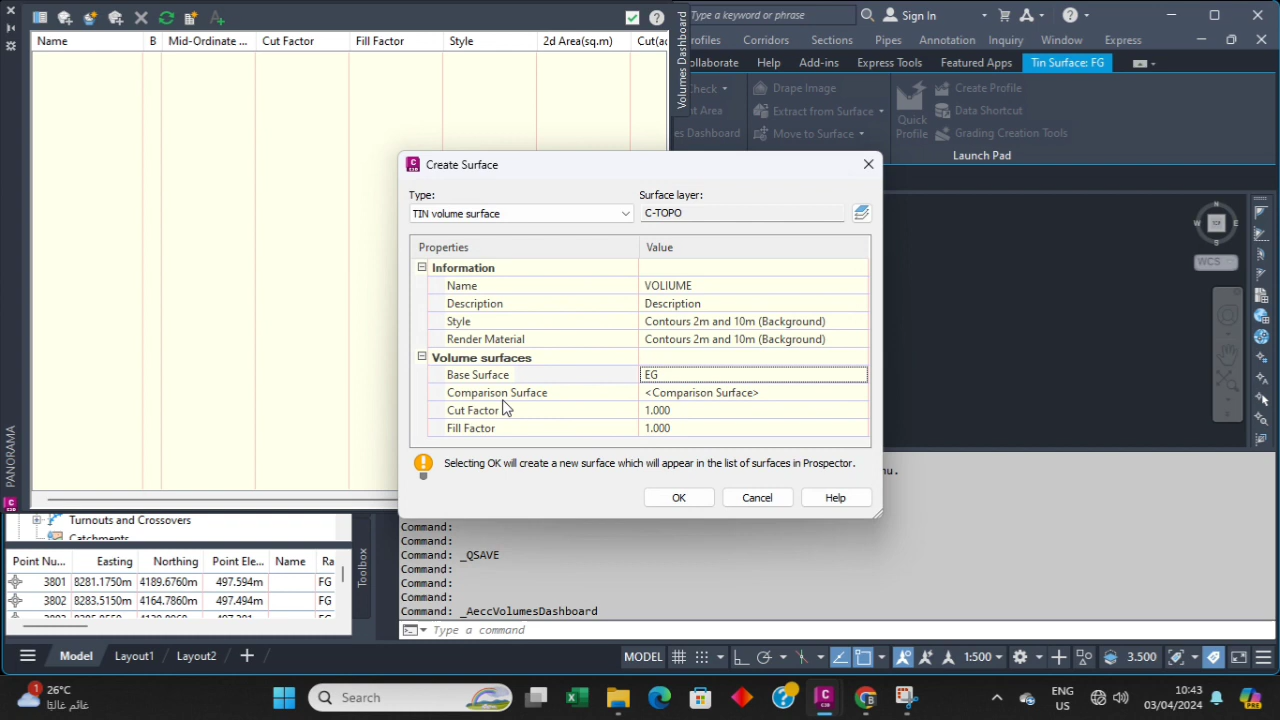 Type a keyword or phrase
Sign In
Corridors
Sections
Pipes
Annotation
Inquiry
Window
Express
Name
B
Mid-Ordinate ...
Cut Factor
Fill Factor
Style
2d Area(sq.m)
Volumes Dashboard
Help
Add-ins
Express Tools
Featured Apps
Tin Surface: FG
Drape Image
Extract from Surface
Move to Surface
Quick
Profile
Create Profile
Data Shortcut
Grading Creation Tools
Launch Pad
Create Surface
Type:
Surface layer:
TIN volume surface
C-TOPO
Properties
Value
Information
Name
VOLIUME
Description
Description
Style
Contours 2m and 10m (Background)
Render Material
Contours 2m and 10m (Background)
Volume surfaces
Base Surface
EG
Comparison Surface
<Comparison Surface>
Cut Factor
1.000
Fill Factor
1.000
Selecting OK will create a new surface which will appear in the list of surfaces in Prospector.
OK
Cancel
Help
N
W
E
S
WCS
PANORAMA
Turnouts and Crossovers
Catchments
Point Nu...
Easting
Northing
Point Ele...
Name
Ra
3801
8281.1750m
4189.6760m
497.594m
FG
3802
8283.5150m
4164.7860m
497.494m
FG
Toolbox
Command:
Command:
Command: _QSAVE
Command:
Command:
Command:
Command: _AeccVolumesDashboard
Type a command
Model
Layout1
Layout2
MODEL
1:500
3.500
26°C
غائم غالبًا
Search
ENG
US
10:43
03/04/2024